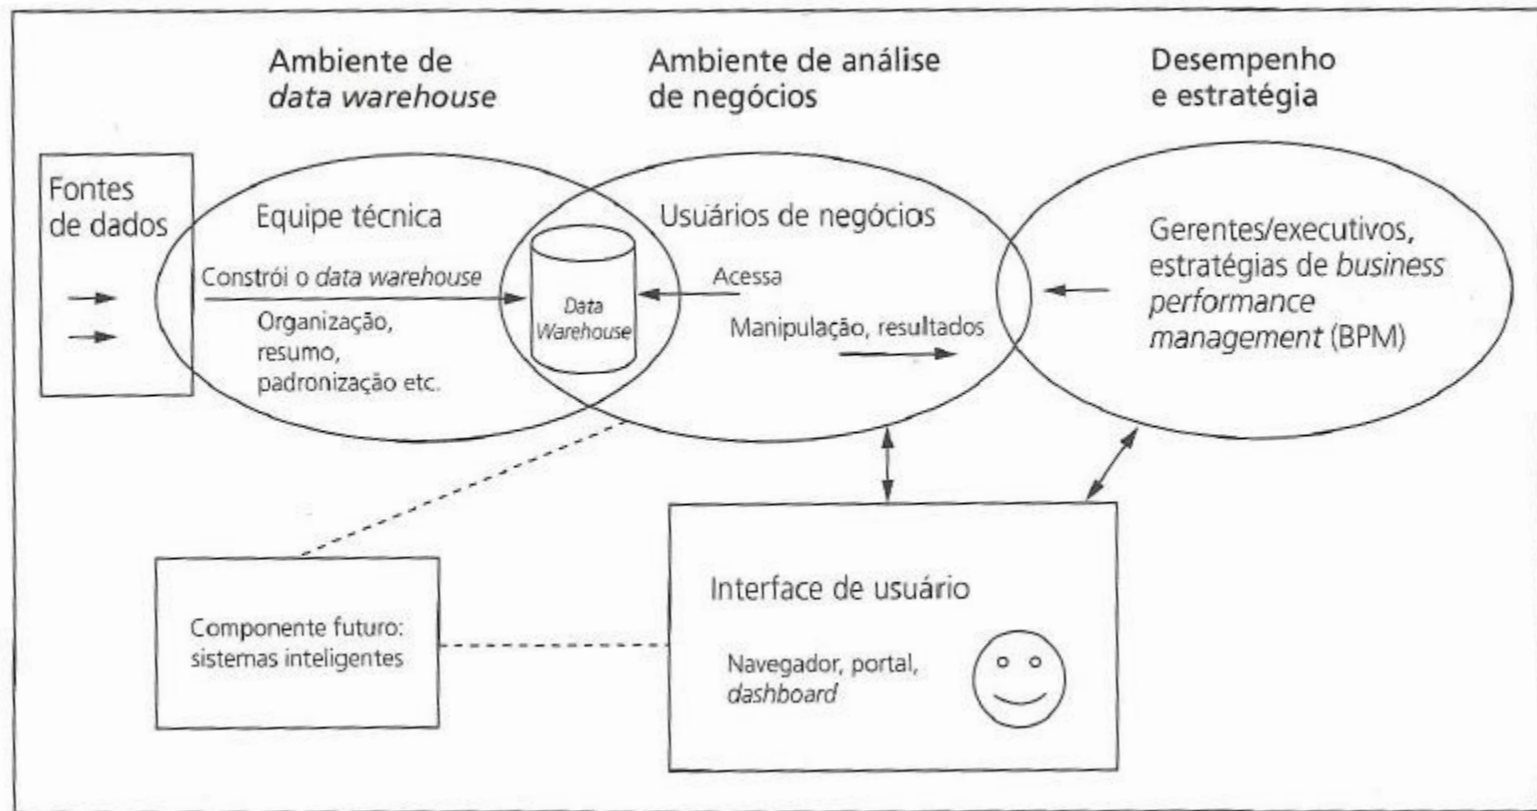 Ambiente de
data warehouse
Ambiente de análise
de negócios
Desempenho
e estratégia
Fontes
de dados
Equipe técnica
Constrói o data warehouse
Organização,
resumo,
padronização etc.
Data
Warehouse
Usuários de negócios
Acessa
Manipulação, resultados
Gerentes/executivos,
estratégias de business
performance
management (BPM)
Componente futuro:
sistemas inteligentes
Interface de usuário
Navegador, portal,
dashboard